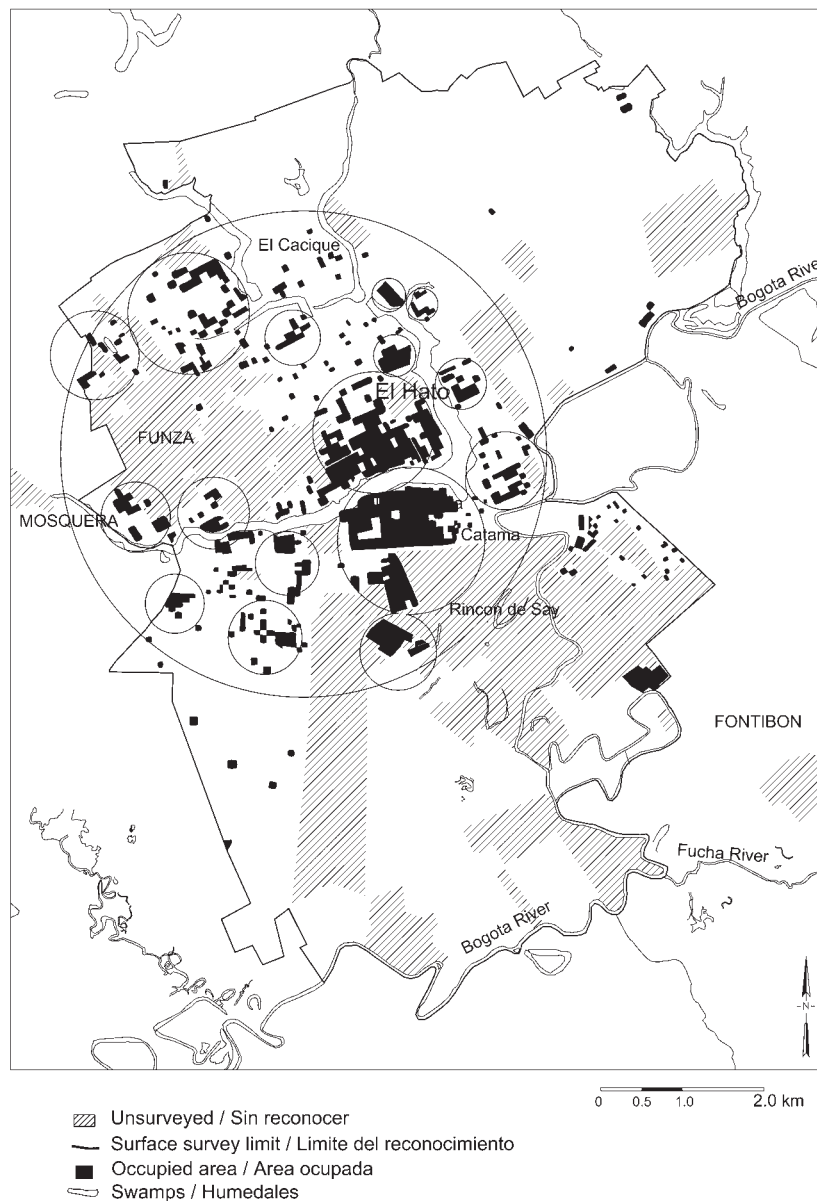 El Cacique
Bogota River
El Hato
FUNZA
MOSQUERA
Catama
Rincon de Say
FONTIBON
Fucha River
Bogota River
-N-
0 0.5 1.0 2.0 km
Unsurveyed / Sin reconocer
Surface survey limit / Limite del reconocimiento
Occupied area / Area ocupada
Swamps / Humedales